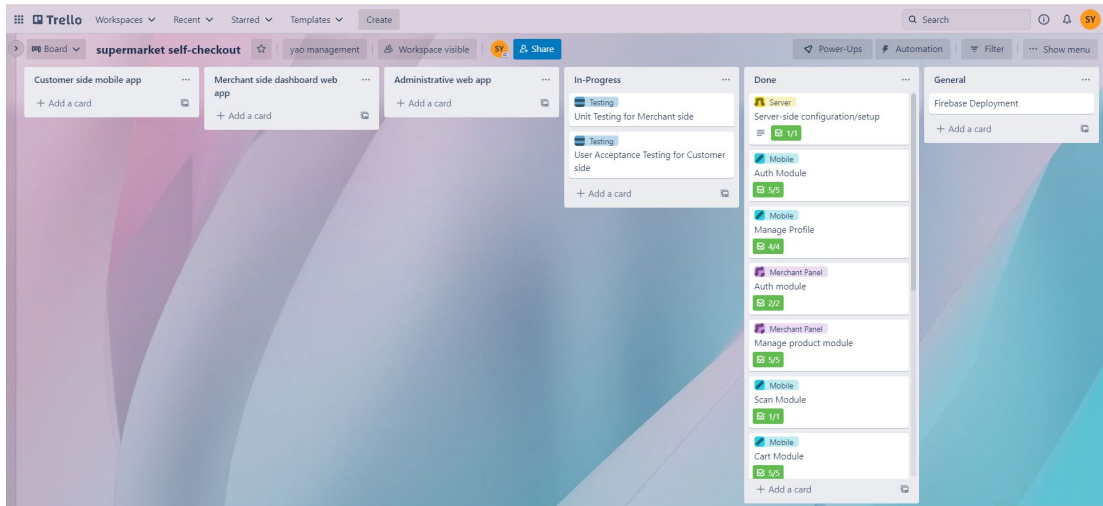 Trello Workspaces Recent Starred Templates Create Search SY
Board supermarket self-checkout yao management Workspace visible SY Share Power-Ups Automation Filter ... Show menu
Customer side mobile app ...
+ Add a card
Merchant side dashboard web ...
app
+ Add a card
Administrative web app ...
+ Add a card
In-Progress ...
Testing
Unit Testing for Merchant side
Testing
User Acceptance Testing for Customer
side
+ Add a card
Done ...
Server
Server-side configuration/setup
1/1
Mobile
Auth Module
5/5
Mobile
Manage Profile
4/4
Merchant Panel
Auth module
2/2
Merchant Panel
Manage product module
5/5
Mobile
Scan Module
1/1
Mobile
Cart Module
5/5
+ Add a card
General ...
Firebase Deployment
+ Add a card